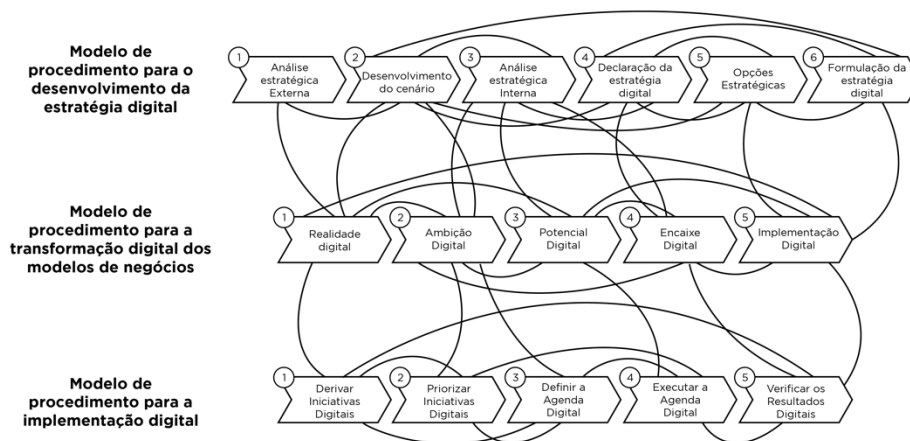 Modelo de
procedimento para o
desenvolvimento da
estratégia digital
1
Análise
estratégica
Externa
2
Desenvolvimento
do cenário
3
Análise
estratégica
Interna
4
Declaração da
estratégia
digital
5
Opções
Estratégicas
6
Formulação da
estratégia
digital
Modelo de
procedimento para a
transformação digital dos
modelos de negócios
1
Realidade
digital
2
Ambição
Digital
3
Potencial
Digital
4
Encaixe
Digital
5
Implementação
Digital
Modelo de
procedimento para a
implementação digital
1
Derivar
Iniciativas
Digitais
2
Priorizar
Iniciativas
Digitais
3
Definir a
Agenda
Digital
4
Executar a
Agenda
Digital
5
Verificar os
Resultados
Digitais